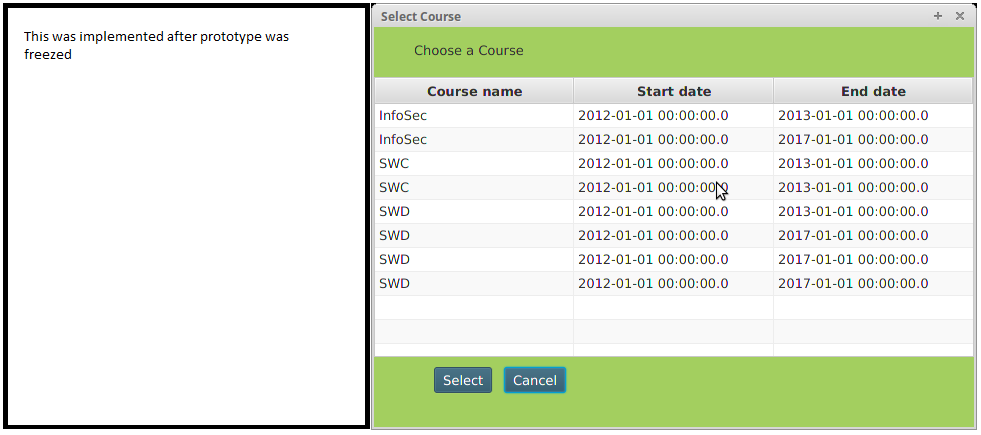 This was implemented after prototype was
freezed
Select Course
Choose a Course
Course name Start date End date
InfoSec 2012-01-01 00:00:00.0 2013-01-01 00:00:00.0
InfoSec 2012-01-01 00:00:00.0 2017-01-01 00:00:00.0
SWC 2012-01-01 00:00:00.0 2013-01-01 00:00:00.0
SWC 2012-01-01 00:00:00.0 2013-01-01 00:00:00.0
SWD 2012-01-01 00:00:00.0 2013-01-01 00:00:00.0
SWD 2012-01-01 00:00:00.0 2017-01-01 00:00:00.0
SWD 2012-01-01 00:00:00.0 2017-01-01 00:00:00.0
SWD 2012-01-01 00:00:00.0 2017-01-01 00:00:00.0
Select Cancel